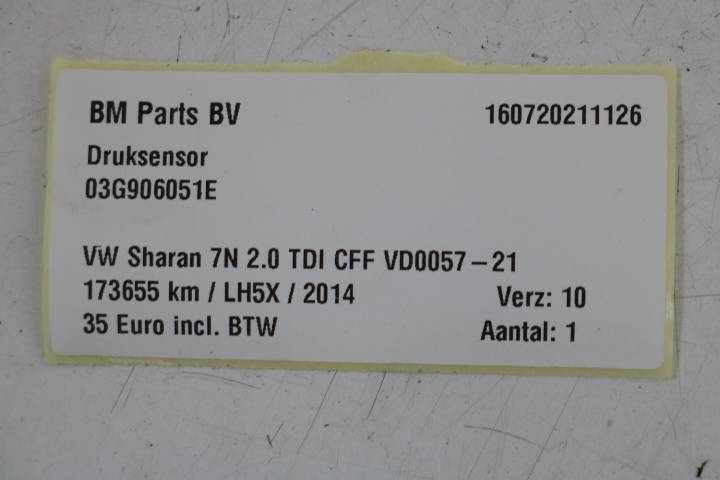 BM Parts BV 160720211126
Druksensor
03G906051E
VW Sharan 7N 2.0 TDI CFF VD0057-21
173655 km / LH5X / 2014 Verz: 10
35 Euro incl. BTW Aantal: 1